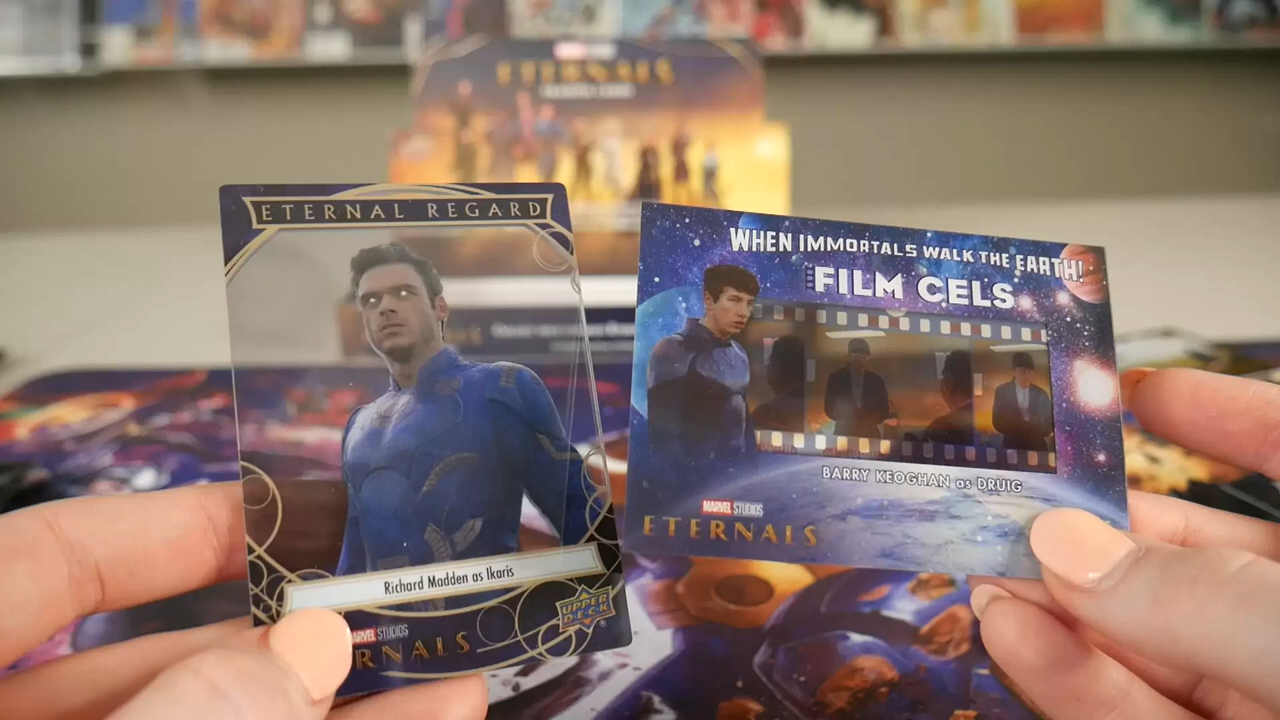 ETERNALS
ETERNAL REGARD
Richard Madden as Ikaris
UPPER
DECK
MARVEL STUDIOS
RNALS
WHEN IMMORTALS WALK THE EARTH!
FILM CELS
BARRY KEOGHAN as DRUIG
MARVEL STUDIOS
ETERNALS